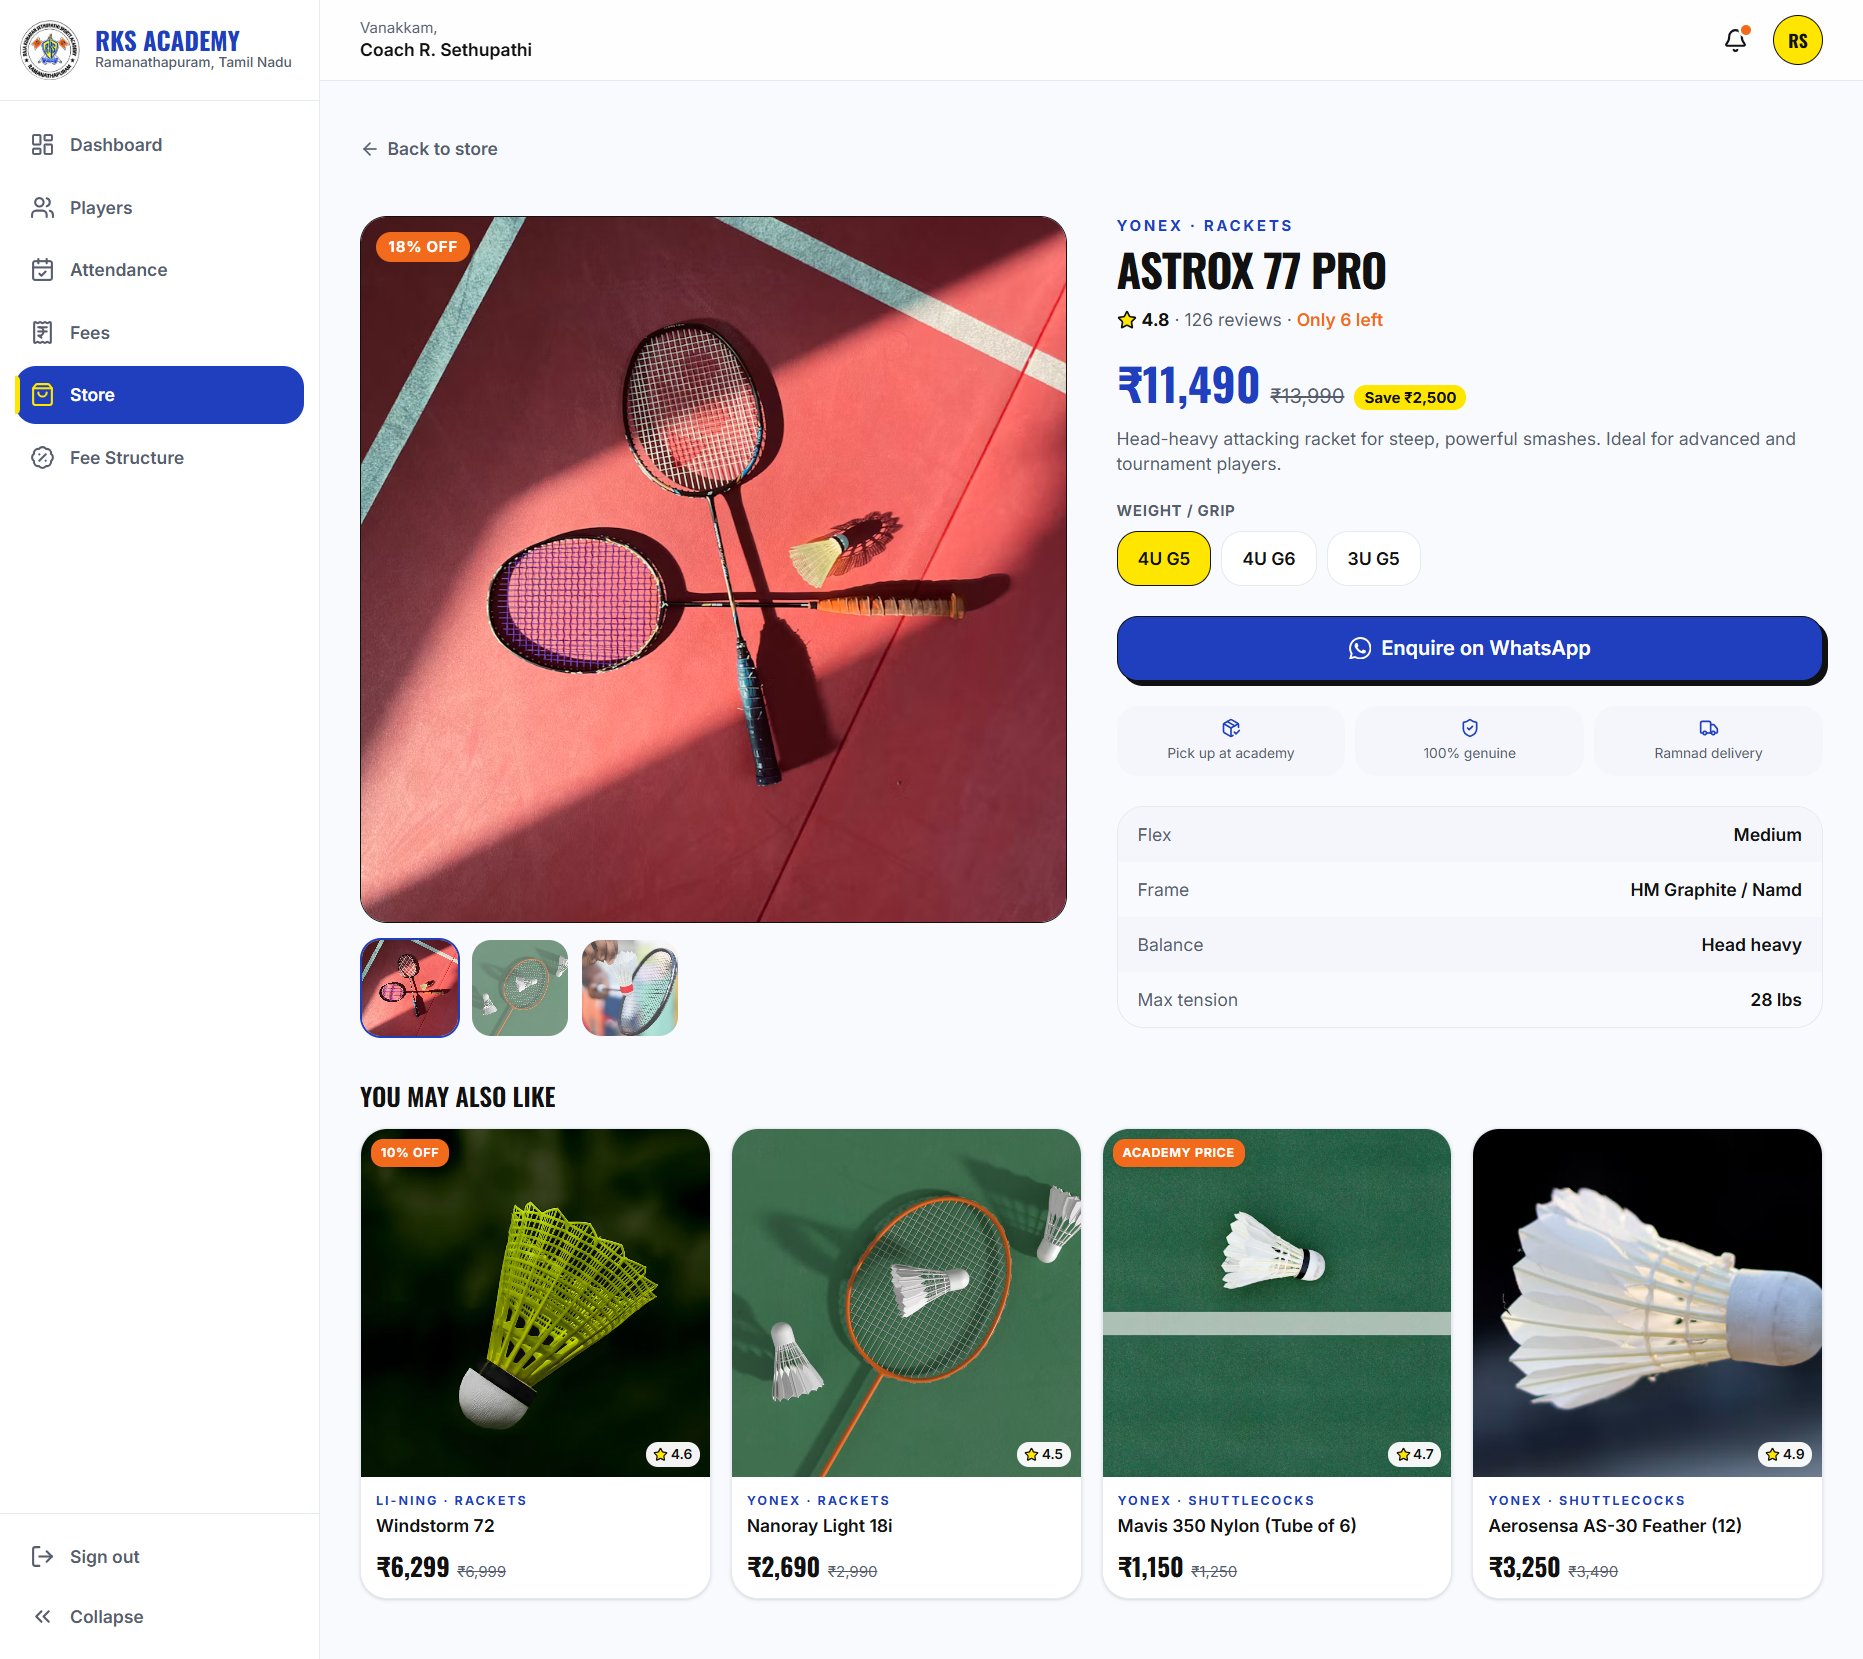 RKS ACADEMY
Ramanathapuram, Tamil Nadu
Dashboard
Players
Attendance
Fees
Store
Fee Structure
Sign out
Collapse
Vanakkam,
Coach R. Sethupathi
RS
Back to store
18% OFF
YONEX · RACKETS
ASTROX 77 PRO
4.8 · 126 reviews · Only 6 left
₹11,490 ₹13,990 Save ₹2,500
Head-heavy attacking racket for steep, powerful smashes. Ideal for advanced and
tournament players.
WEIGHT / GRIP
4U G5 4U G6 3U G5
Enquire on WhatsApp
Pick up at academy
100% genuine
Ramnad delivery
Flex Medium
Frame HM Graphite / Namd
Balance Head heavy
Max tension 28 lbs
YOU MAY ALSO LIKE
10% OFF
4.6
LI-NING · RACKETS
Windstorm 72
₹6,299 ₹6,999
4.5
YONEX · RACKETS
Nanoray Light 18i
₹2,690 ₹2,990
ACADEMY PRICE
4.7
YONEX · SHUTTLECOCKS
Mavis 350 Nylon (Tube of 6)
₹1,150 ₹1,250
4.9
YONEX · SHUTTLECOCKS
Aerosensa AS-30 Feather (12)
₹3,250 ₹3,490